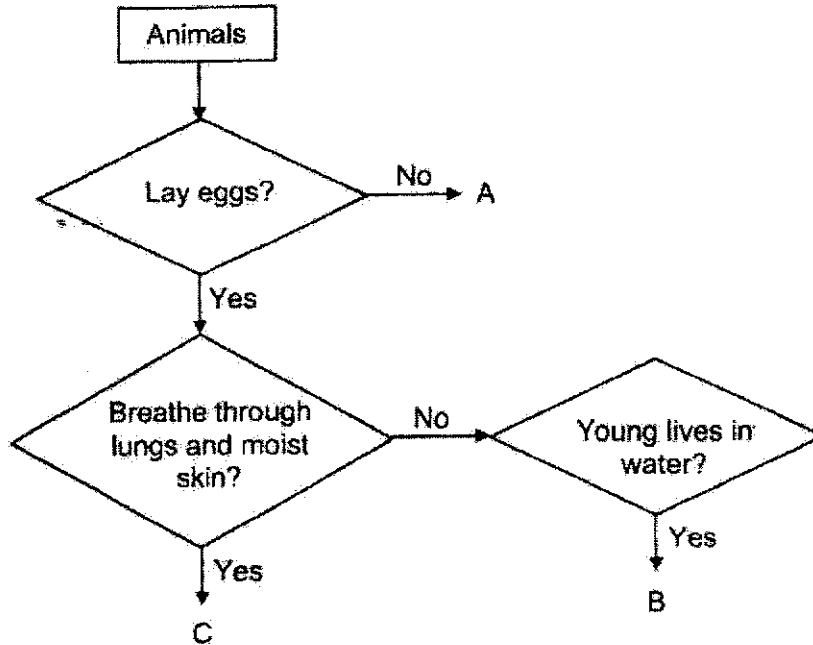 Animals
Lay eggs?
No
A
Yes
Breathe through
lungs and moist
skin?
No
Young lives in
water?
Yes
C
Yes
B